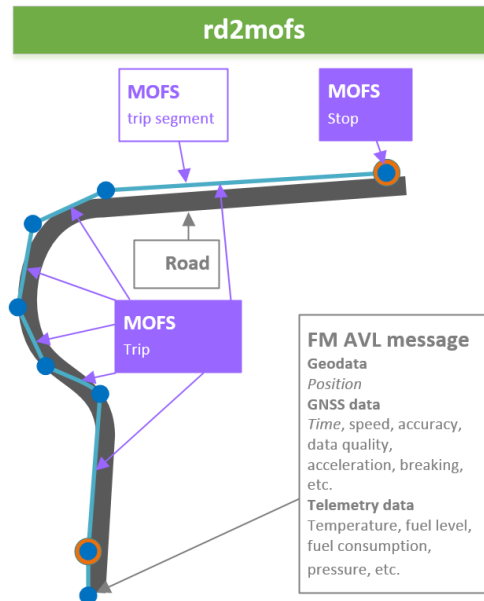 rd2mofs
MOFS
trip segment
MOFS
Stop
Road
MOFS
Trip
FM AVL message
Geodata
Position
GNSS data
Time, speed, accuracy,
data quality,
acceleration, breaking,
etc.
Telemetry data
Temperature, fuel level,
fuel consumption,
pressure, etc.